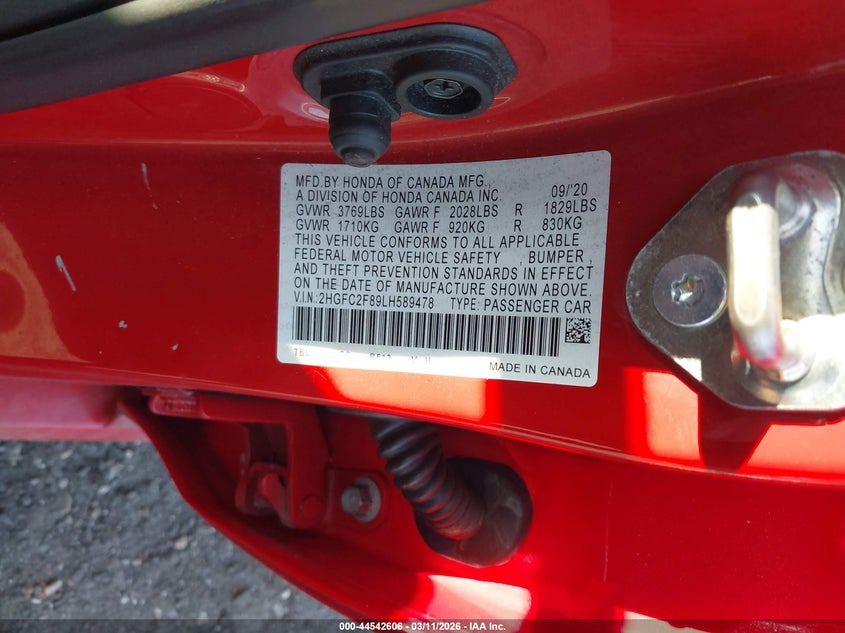 MFD.BY HONDA OF CANADA MFG., 09/'20
A DIVISION OF HONDA CANADA INC.
GVWR 3769LBS GAWR F 2028LBS R 1829LBS
GVWR 1710KG GAWR F 920KG R 830KG
THIS VEHICLE CONFORMS TO ALL APPLICABLE
FEDERAL MOTOR VEHICLE SAFETY , BUMPER ,
AND THEFT PREVENTION STANDARDS IN EFFECT
ON THE DATE OF MANUFACTURE SHOWN ABOVE.
V.I.N:2HGFC2F89LH589478 TYPE: PASSENGER CAR
MADE IN CANADA
000-44542606 - 03/11/2026 - IAA Inc.